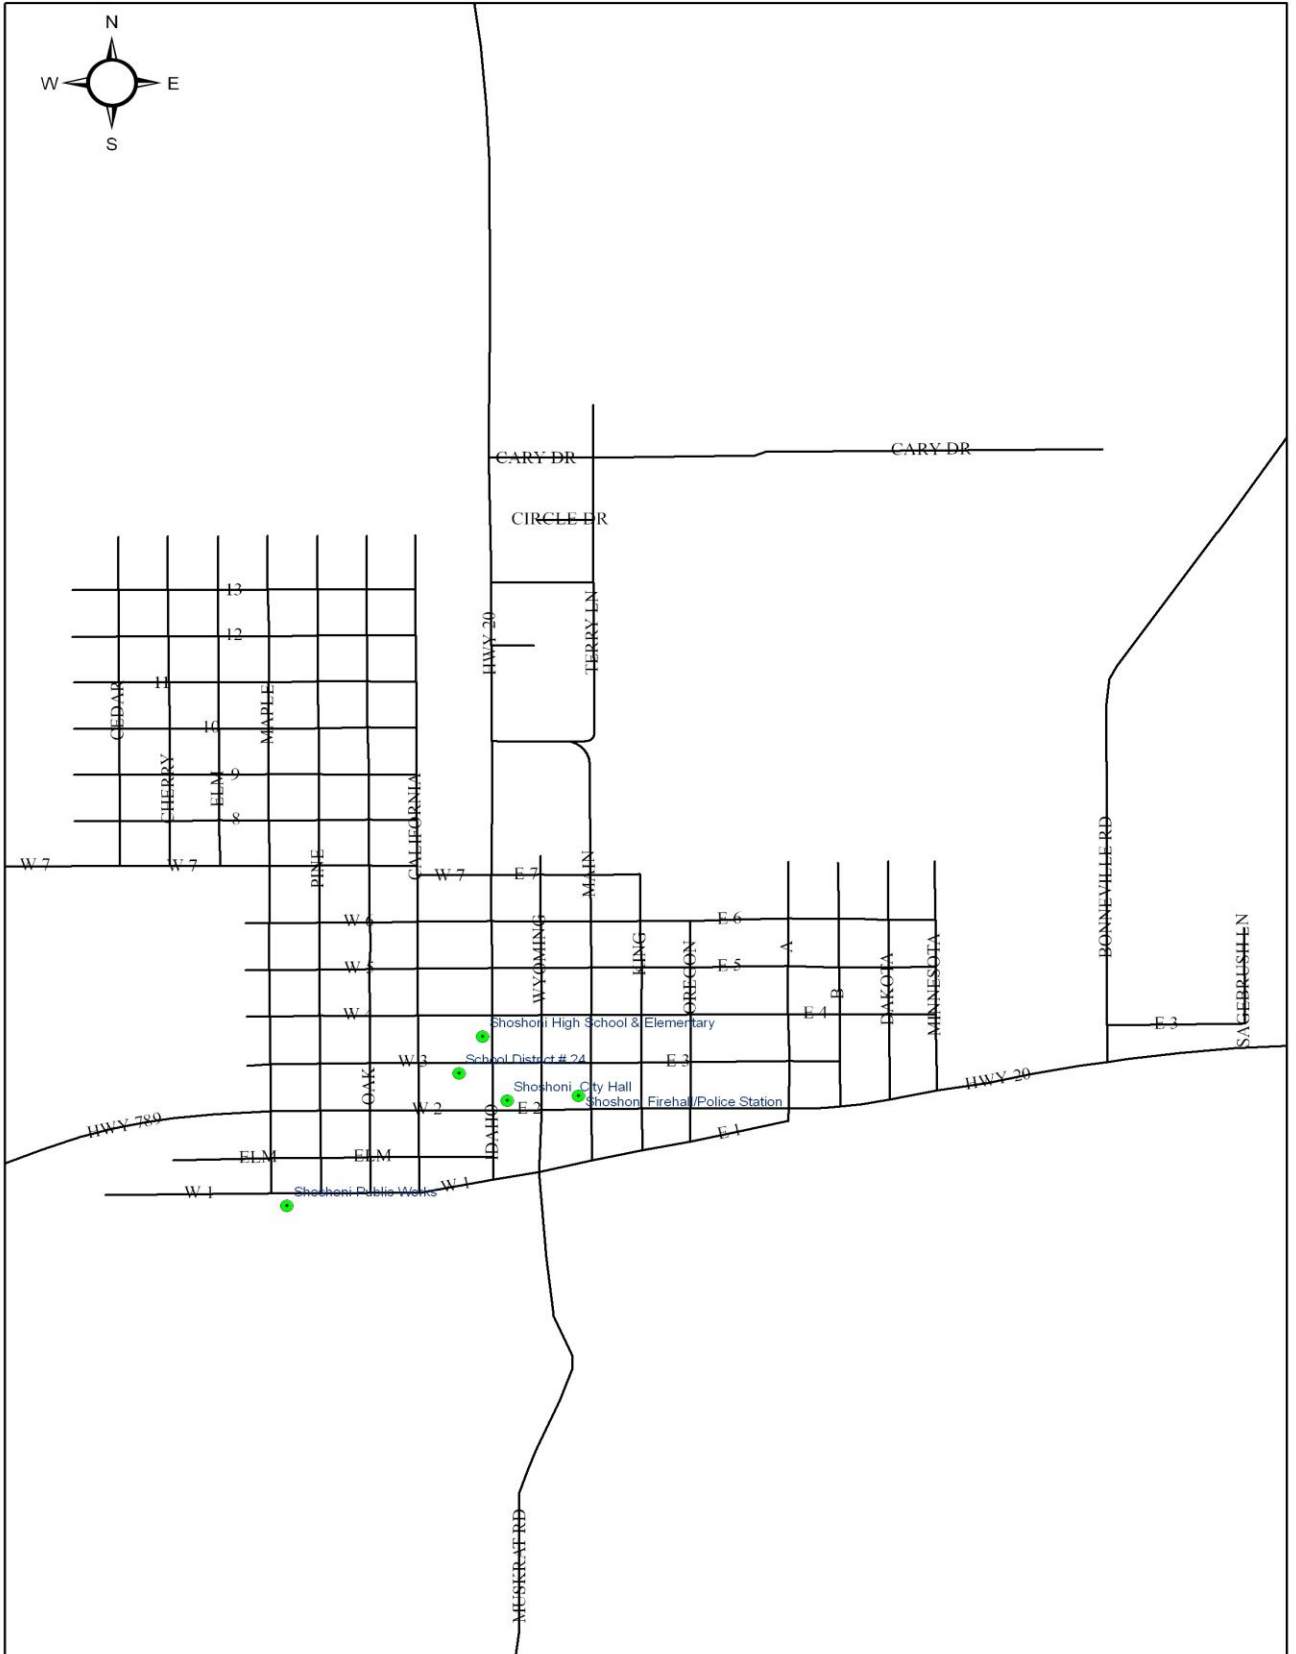 N
W E
S
CARY DR
CARY DR
CIRCLE DR
13
HWY 20
TERRY LN
12
11
CEDAR
MAPLE
10
CHERRY
ELM
9
CALIFORNIA
8
W 7
W 7
PINE
W 7
E 7
MAIN
BONNEVILLE RD
W 6
E 6
WYOMING
KING
A
OREGON
MINNESOTA
SAGEBRUSH LN
W 5
E 5
DAKOTA
B
W 4
E 4
Shoshoni High School & Elementary
E 3
W 3
School District # 24
E 3
OAK
HWY 20
Shoshoni City Hall
Shoshoni Firehall/Police Station
W 2
E 2
IDAHO
HWY 789
E 1
ELM
ELM
W 1
Shoshoni Public Works
W 1
MUSKRAT RD